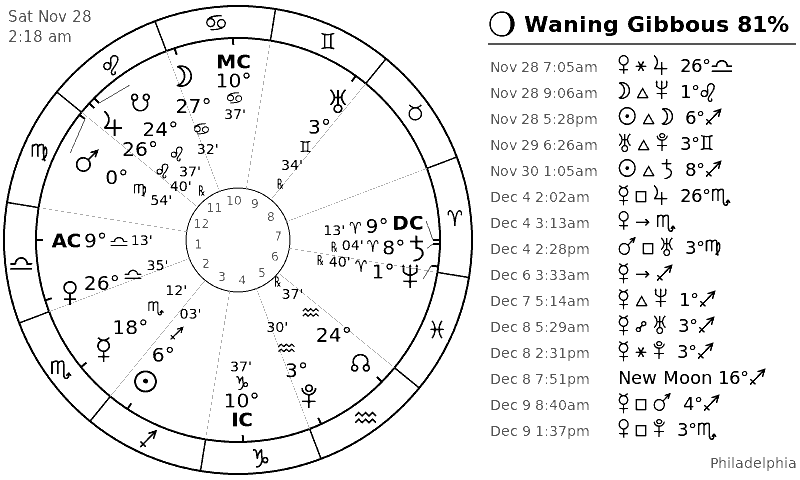 Sat Nov 28
2:18 am
♋
♊
♌
♉
♍
♈
♎
♓
♏
♒
♐
♑
☽
27°
♋
32'
MC
10°
♋
37'
♅
3°
♊
34'
℞
☋
24°
♌
37'
℞
♃
26°
♌
40'
♂
0°
♍
54'
AC 9° ♎ 13'
13' ♈ 9° DC
℞ 04' ♈ 8° ♄
℞ 40' ♈ 1° ♆
♀ 26° ♎ 35'
☿
18°
♏
12'
☉
6°
♐
03'
37'
♑
10°
IC
30'
♒
3°
♇
℞
37'
♒
24°
☊
1
2
3
4
5
6
7
8
9
10
11
12
Waning Gibbous 81%
Nov 28 7:05am ♀ ⚹ ♃ 26°♎
Nov 28 9:06am ☽ △ ♆ 1°♌
Nov 28 5:28pm ☉ △ ☽ 6°♐
Nov 29 6:26am ♅ △ ♇ 3°♊
Nov 30 1:05am ☉ △ ♄ 8°♐
Dec 4 2:02am ☿ □ ♃ 26°♏
Dec 4 3:13am ♀ → ♏
Dec 4 2:28pm ♂ □ ♅ 3°♍
Dec 6 3:33am ☿ → ♐
Dec 7 5:14am ☿ △ ♆ 1°♐
Dec 8 5:29am ☿ ☍ ♅ 3°♐
Dec 8 2:31pm ☿ ⚹ ♇ 3°♐
Dec 8 7:51pm New Moon 16°♐
Dec 9 8:40am ☿ □ ♂ 4°♐
Dec 9 1:37pm ♀ □ ♇ 3°♏
Philadelphia